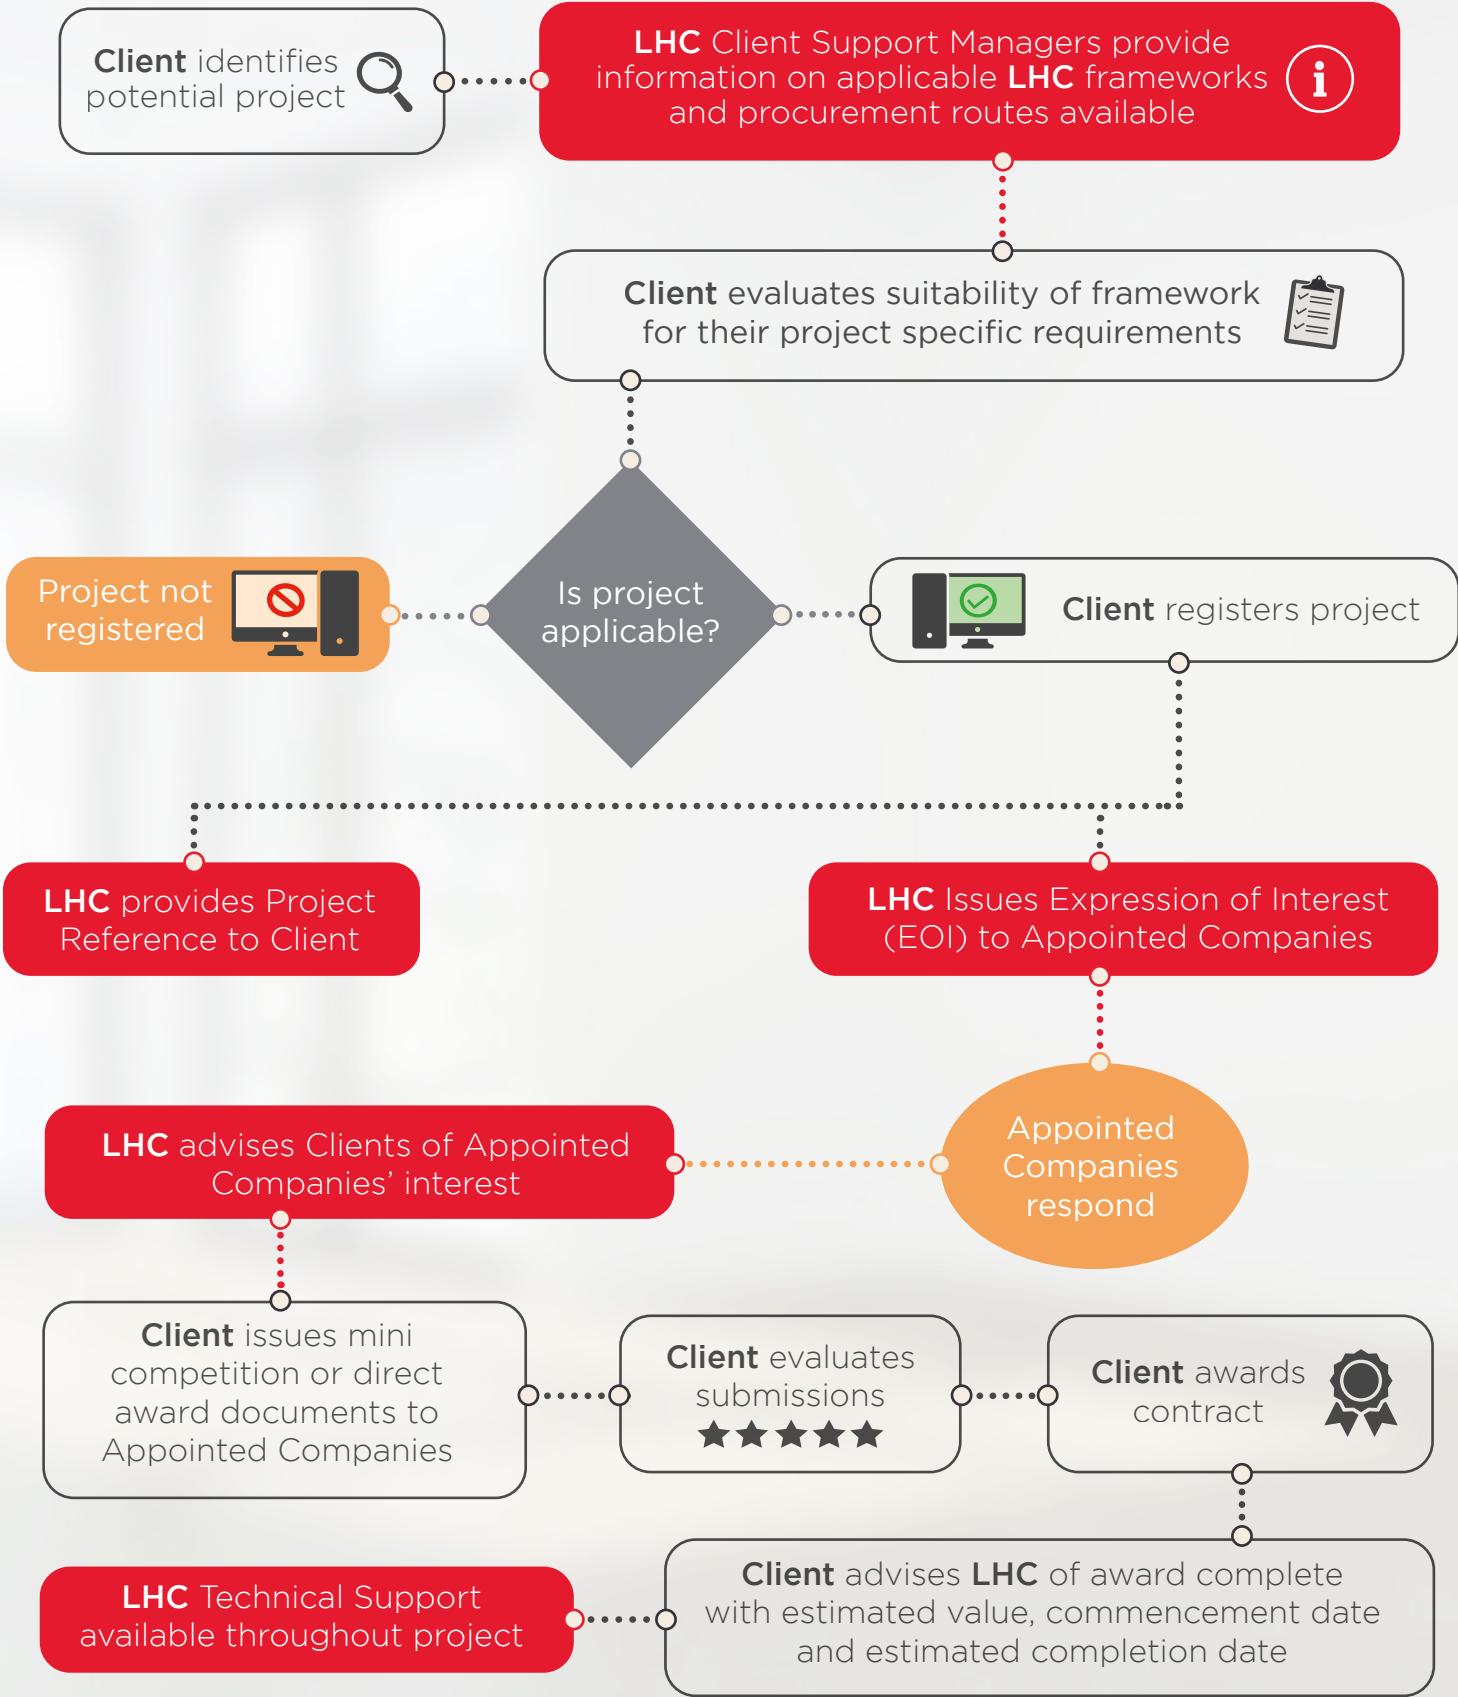 Client identifies
potential project
LHC Client Support Managers provide
information on applicable LHC frameworks
and procurement routes available
Client evaluates suitability of framework
for their project specific requirements
Project not
registered
Is project
applicable?
Client registers project
LHC provides Project
Reference to Client
LHC Issues Expression of Interest
(EOI) to Appointed Companies
LHC advises Clients of Appointed
Companies’ interest
Appointed
Companies
respond
Client issues mini
competition or direct
award documents to
Appointed Companies
Client evaluates
submissions
Client awards
contract
LHC Technical Support
available throughout project
Client advises LHC of award complete
with estimated value, commencement date
and estimated completion date